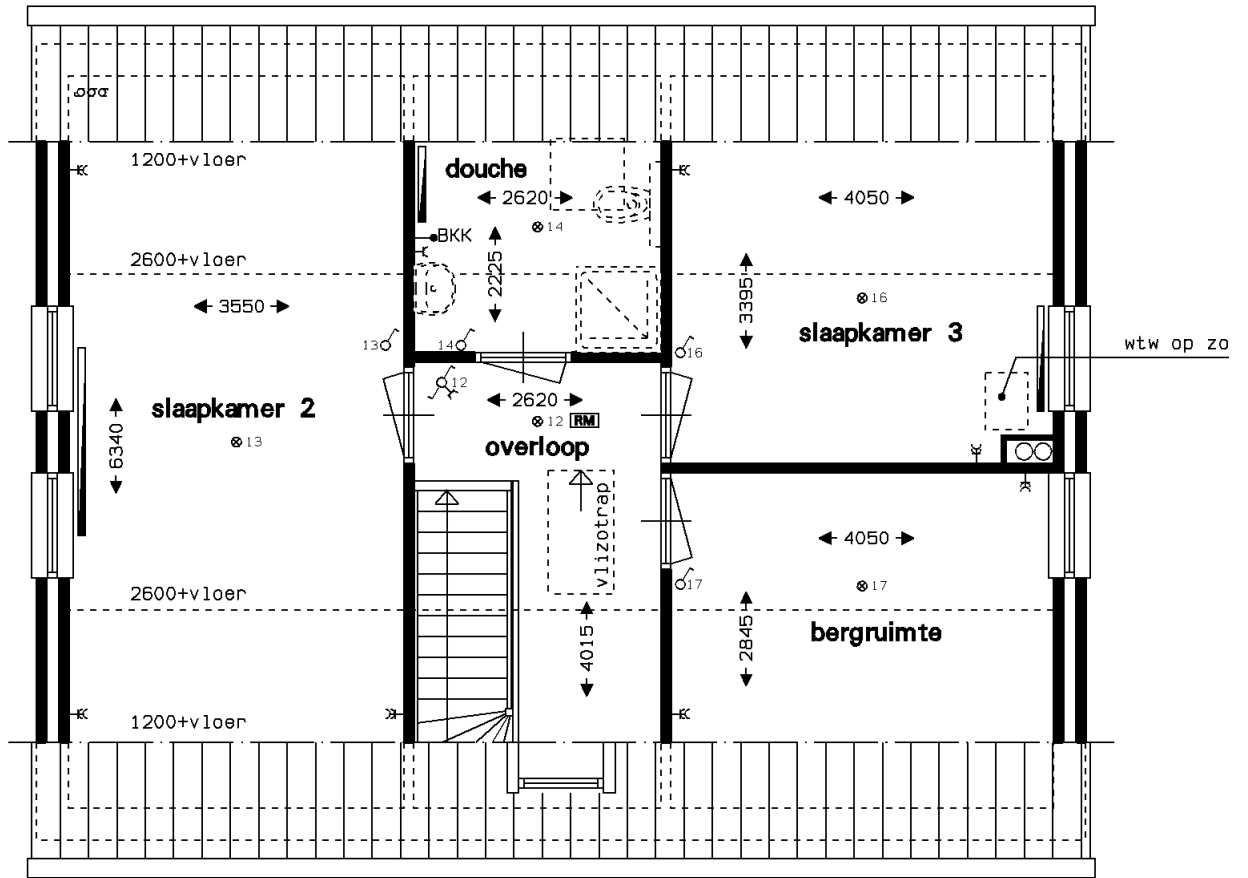 1200+vloer
douche
2620
4050
14
BKK
2225
2600+vloer
3395
3550
16
slaapkamer 3
13
14
16
wtw op zo
12
slaapkamer 2
2620
12 RM
overloop
13
6340
vlizotrap
4050
17
17
2600+vloer
4015
2845
bergruimte
1200+vloer